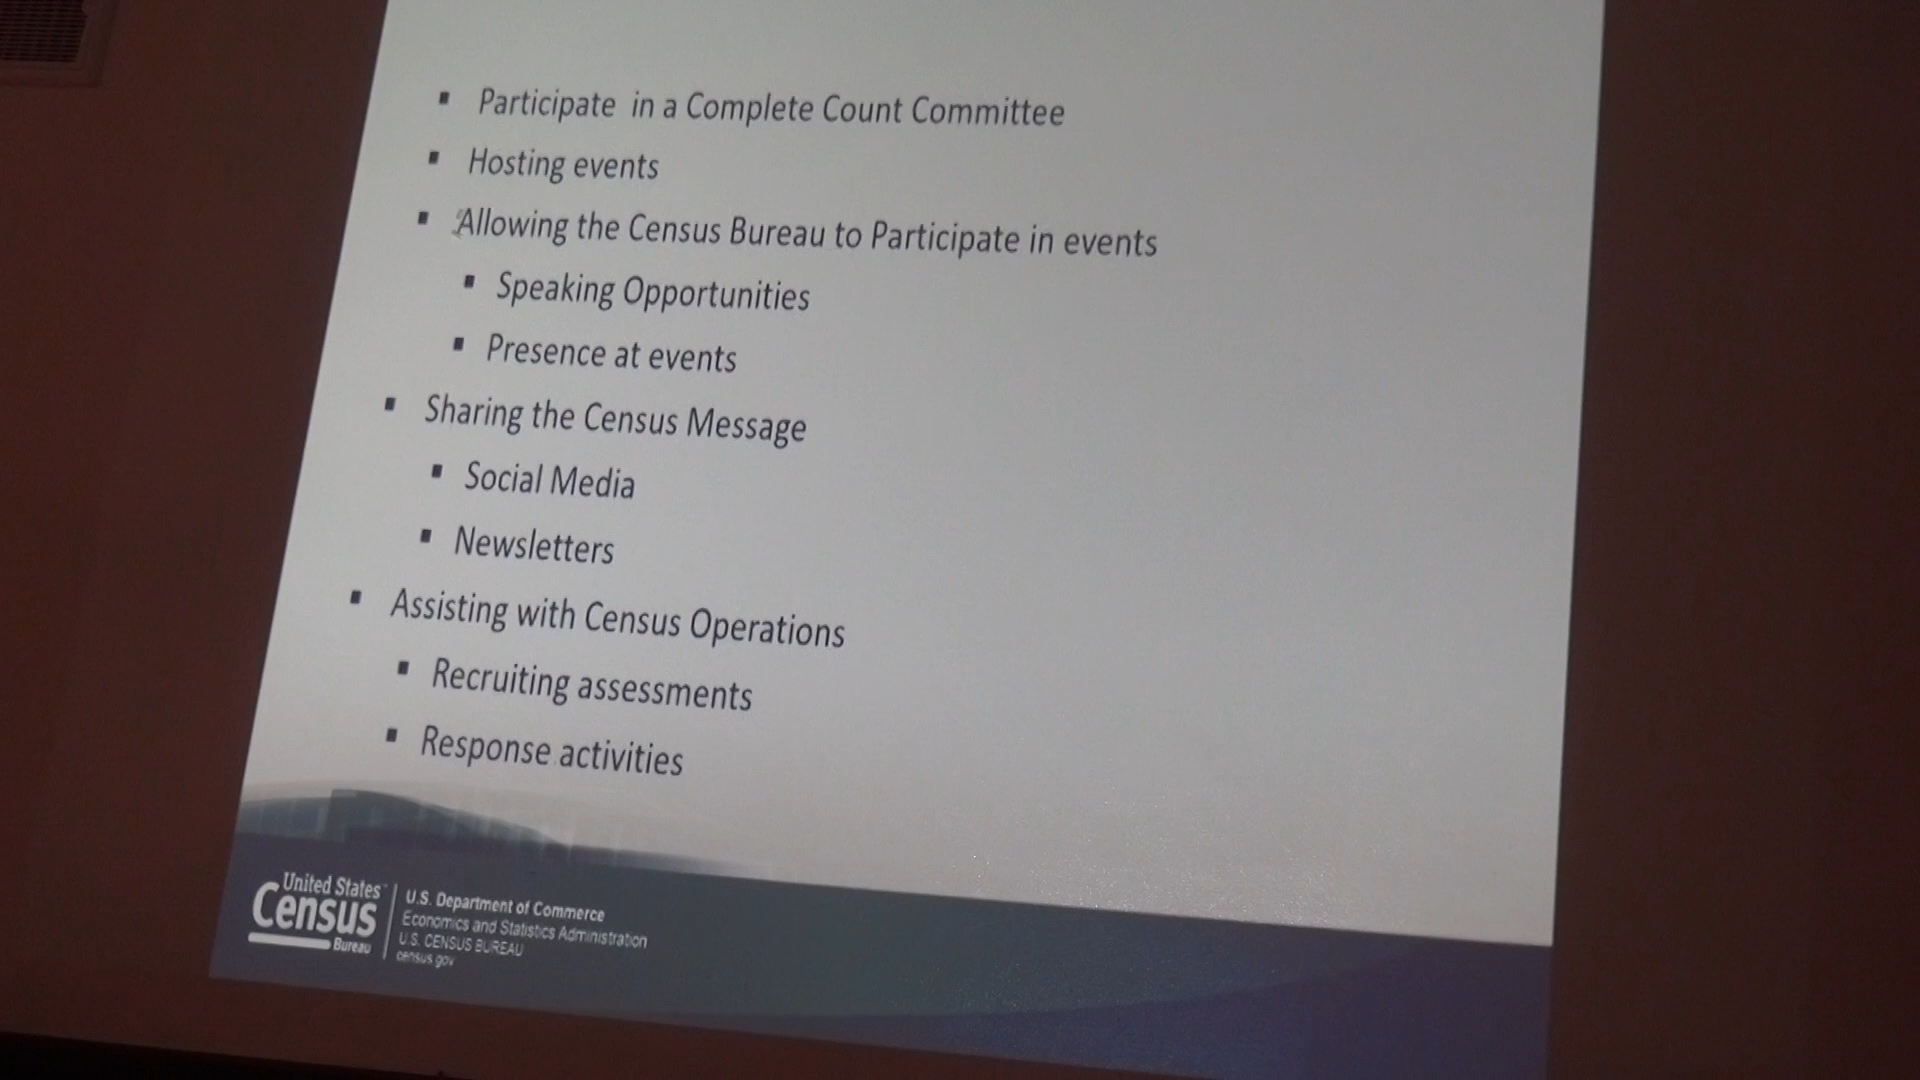 ▪ Participate in a Complete Count Committee
▪ Hosting events
▪ Allowing the Census Bureau to Participate in events
▪ Speaking Opportunities
▪ Presence at events
▪ Sharing the Census Message
▪ Social Media
▪ Newsletters
▪ Assisting with Census Operations
▪ Recruiting assessments
▪ Response activities
United States
Census
Bureau
U.S. Department of Commerce
Economics and Statistics Administration
U.S. CENSUS BUREAU
census.gov